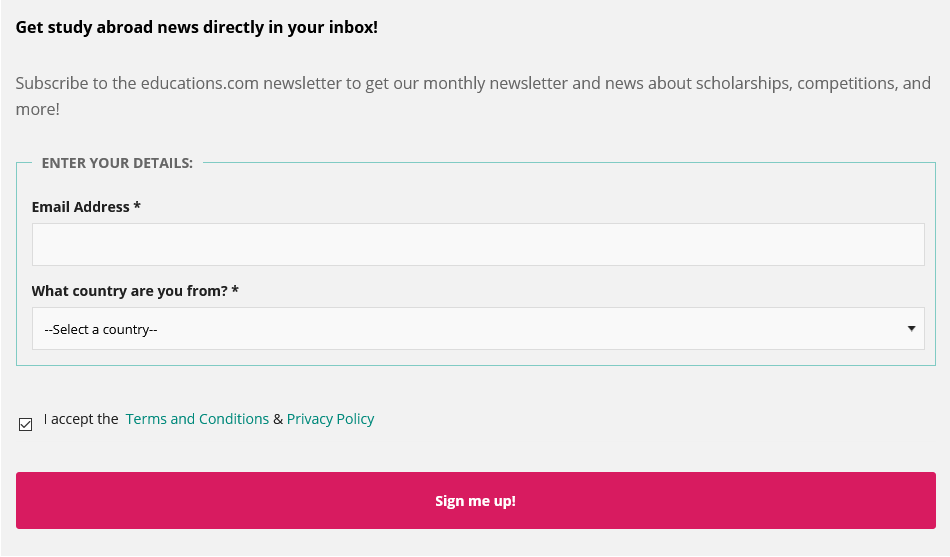 Get study abroad news directly in your inbox!
Subscribe to the educations.com newsletter to get our monthly newsletter and news about scholarships, competitions, and
more!
ENTER YOUR DETAILS:
Email Address *
What country are you from? *
--Select a country--
I accept the Terms and Conditions & Privacy Policy
Sign me up!